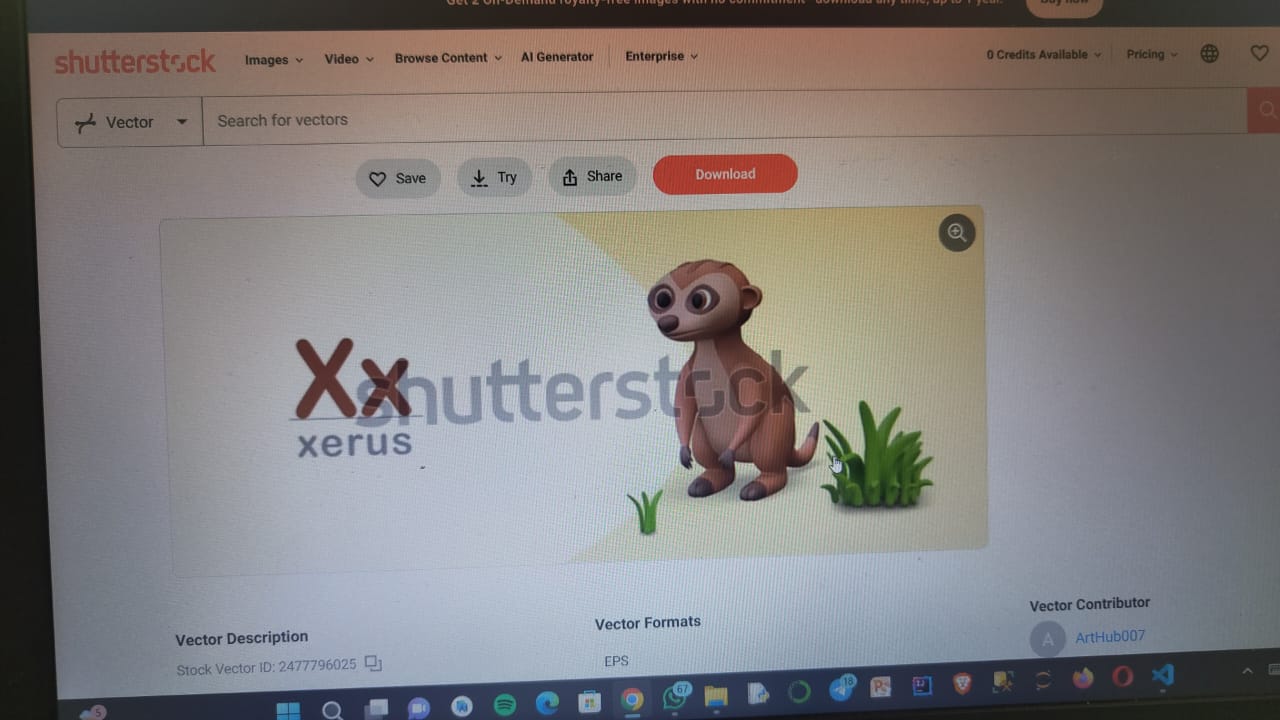 Get 2 On-Demand royalty-free images with no commitment—download any time, up to 1 year. Buy now
shutterstock Images Video Browse Content AI Generator Enterprise 0 Credits Available Pricing
Vector Search for vectors
Save Try Share Download
Xx
shutterstock
xerus
Vector Description
Stock Vector ID: 2477796025
Vector Formats
EPS
Vector Contributor
A ArtHub007
5
67
18